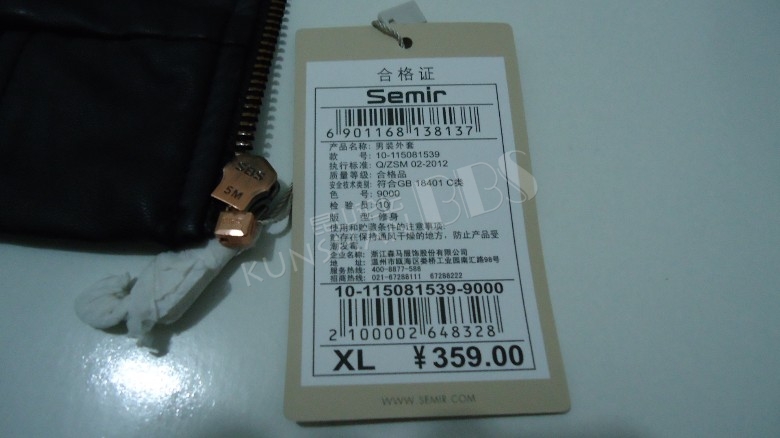 合格证
Semir
6 901168 138137
产品名称: 男装外套
款 号: 10-115081539
执行标准: Q/ZSM 02-2012
质量等级: 合格品
安全技术类别: 符合GB 18401 C类
色 号: 9000
检 验 员: (10)
版 型: 修身
使用和贮藏条件的注意事项:
贮存在保持通风干燥的地方, 防止产品受潮发霉。
企业名称: 浙江森马服饰股份有限公司
地 址: 温州市瓯海区娄桥工业园南汇路98号
服务热线: 400-8877-588
招商热线: 021-67288111 67288222
10-115081539-9000
2 100002 648328
XL ¥359.00
WWW.SEMIR.COM
SBS
SM
BBS